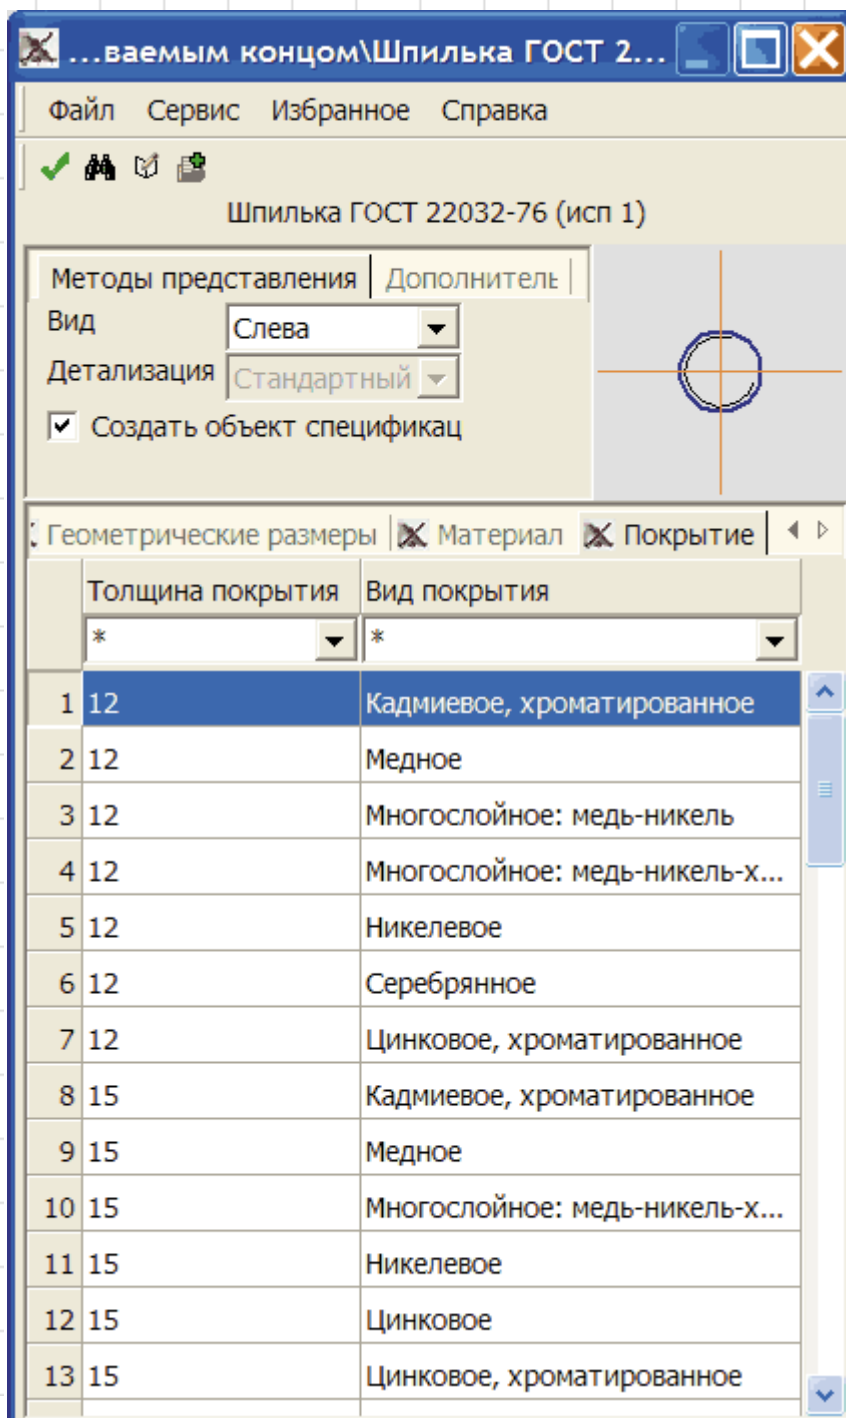 ...ваемым концом\Шпилька ГОСТ 2...
Файл Сервис Избранное Справка
Шпилька ГОСТ 22032-76 (исп 1)
Методы представления Дополнитель
Вид Слева
Детализация Стандартный
Создать объект спецификац
Геометрические размеры Материал Покрытие
Толщина покрытия Вид покрытия
* *
1 12 Кадмиевое, хроматированное
2 12 Медное
3 12 Многослойное: медь-никель
4 12 Многослойное: медь-никель-х...
5 12 Никелевое
6 12 Серебрянное
7 12 Цинковое, хроматированное
8 15 Кадмиевое, хроматированное
9 15 Медное
10 15 Многослойное: медь-никель-х...
11 15 Никелевое
12 15 Цинковое
13 15 Цинковое, хроматированное